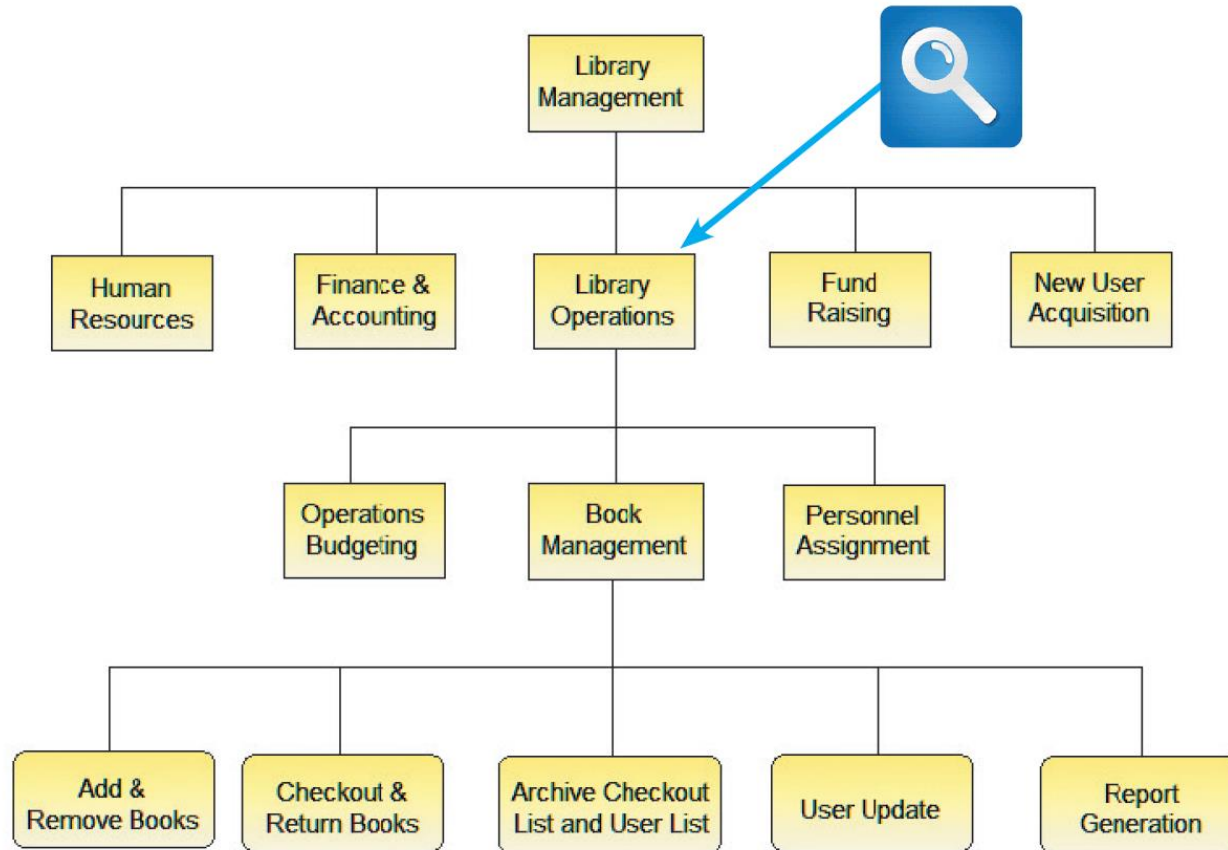 Library
Management
Human
Resources
Finance &
Accounting
Library
Operations
Fund
Raising
New User
Acquisition
Operations
Budgeting
Book
Management
Personnel
Assignment
Add &
Remove Books
Checkout &
Return Books
Archive Checkout
List and User List
User Update
Report
Generation